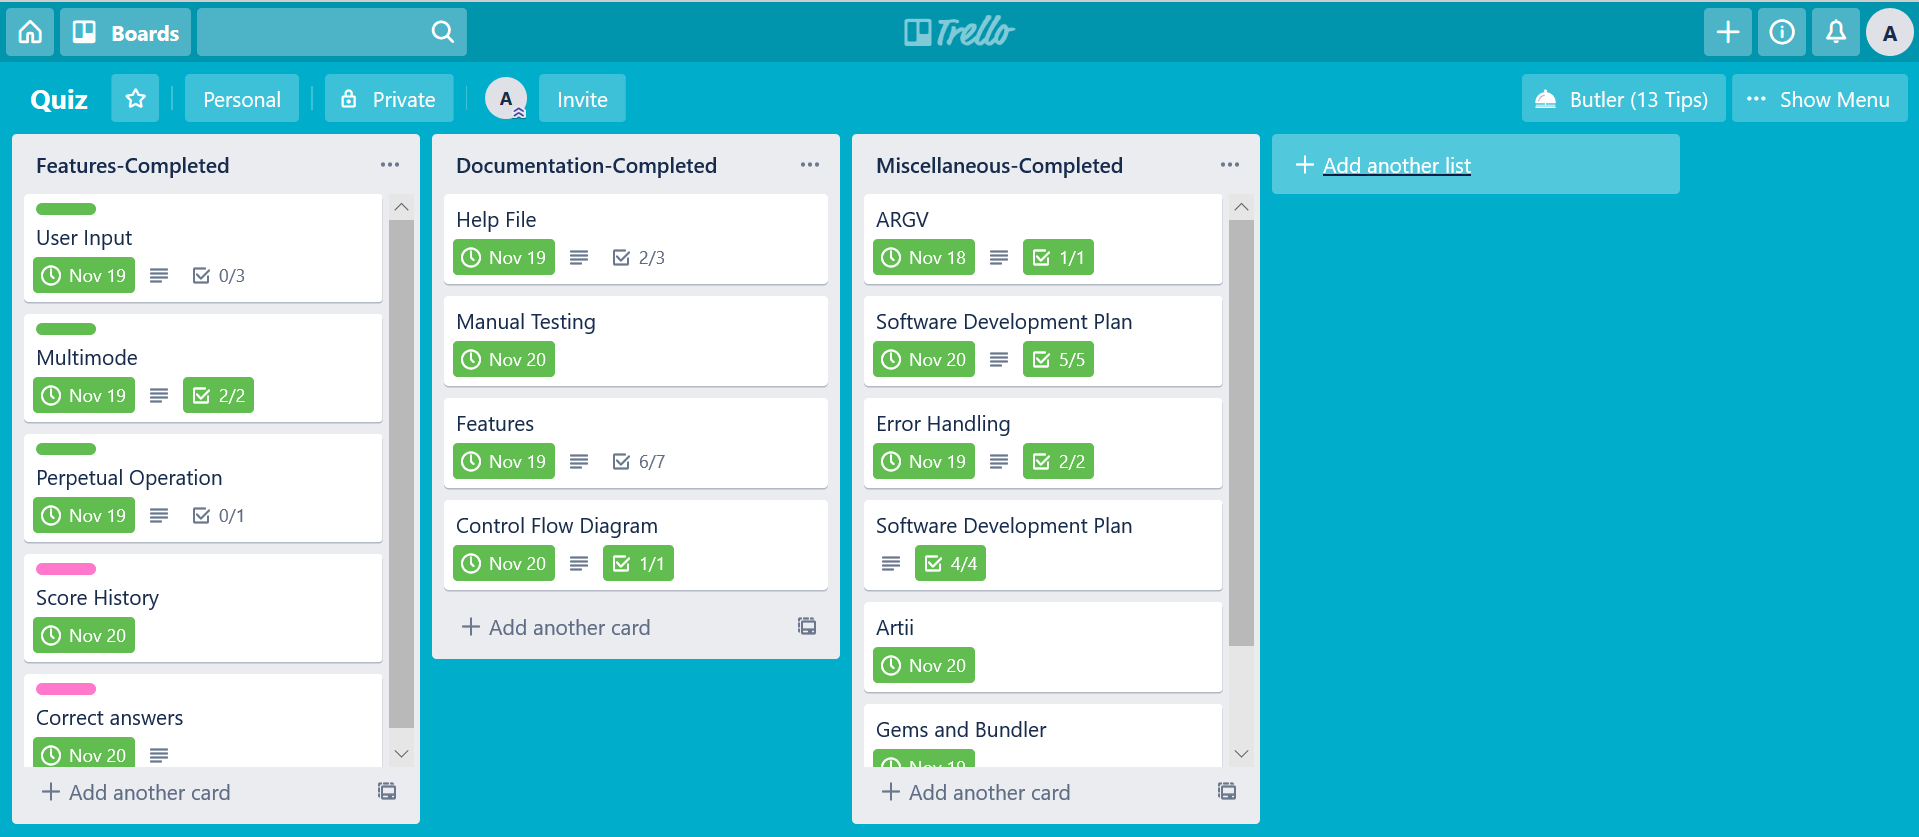 Boards
Trello
A
Quiz
Personal
Private
A
Invite
Butler (13 Tips)
Show Menu
Features-Completed
User Input
Nov 19
0/3
Multimode
Nov 19
2/2
Perpetual Operation
Nov 19
0/1
Score History
Nov 20
Correct answers
Nov 20
Add another card
Documentation-Completed
Help File
Nov 19
2/3
Manual Testing
Nov 20
Features
Nov 19
6/7
Control Flow Diagram
Nov 20
1/1
Add another card
Miscellaneous-Completed
ARGV
Nov 18
1/1
Software Development Plan
Nov 20
5/5
Error Handling
Nov 19
2/2
Software Development Plan
4/4
Artii
Nov 20
Gems and Bundler
Nov 19
Add another card
Add another list